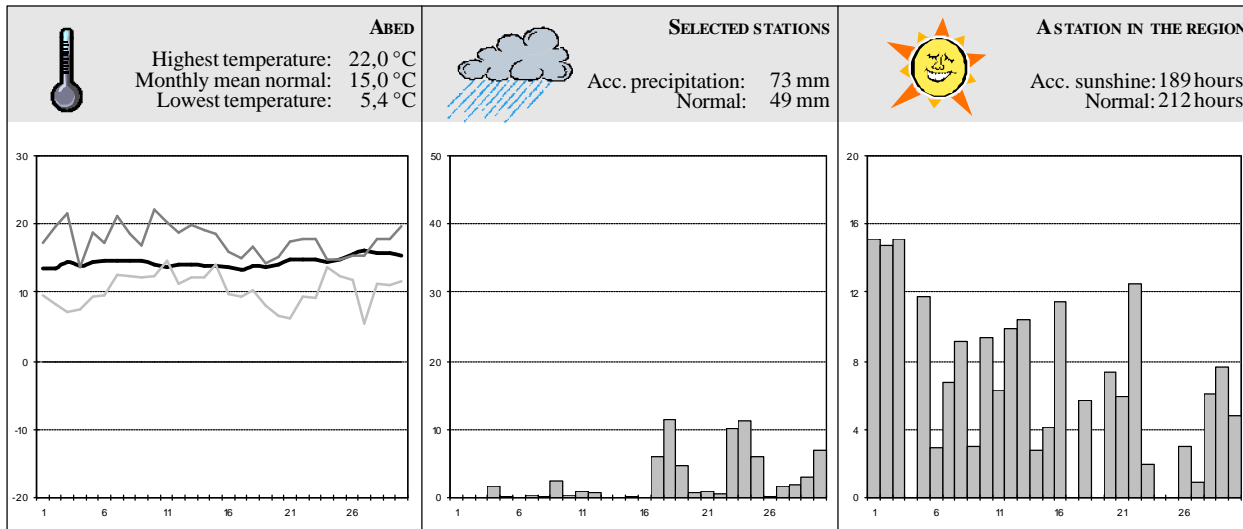 ABED
Highest temperature: 22,0 °C
Monthly mean normal: 15,0 °C
Lowest temperature: 5,4 °C
30
20
10
0
-10
-20
1 6 11 16 21 26
SELECTED STATIONS
Acc. precipitation: 73 mm
Normal: 49 mm
50
40
30
20
10
0
1 6 11 16 21 26
A STATION IN THE REGION
Acc. sunshine: 189 hours
Normal: 212 hours
20
16
12
8
4
0
1 6 11 16 21 26